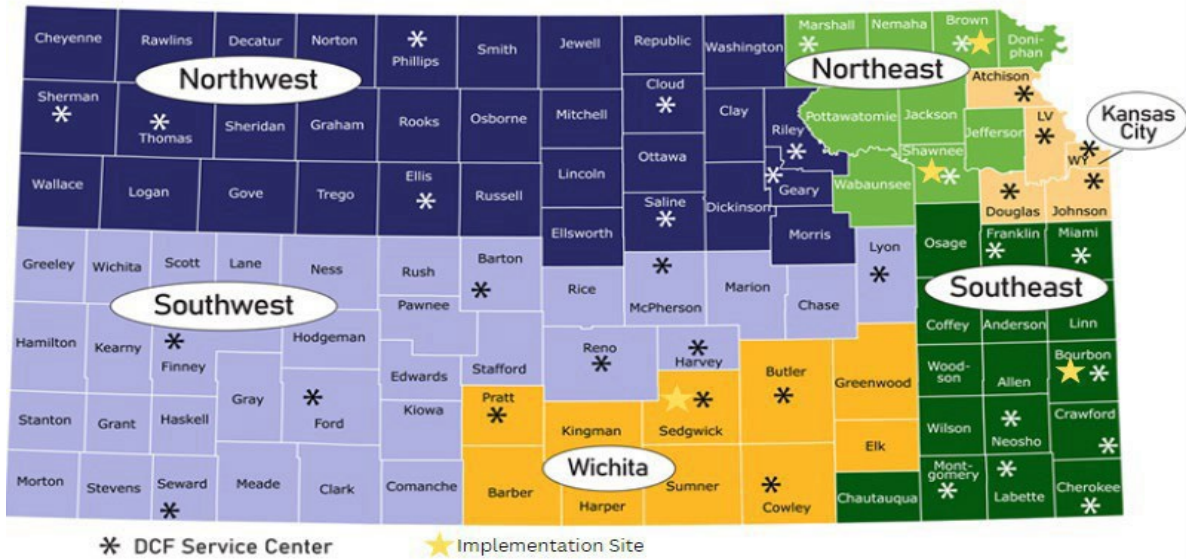 Cheyenne
Rawlins
Decatur
Norton
Phillips
Smith
Jewell
Republic
Washington
Marshall
Nemaha
Brown
Doni-
phan
Northwest
Northeast
Atchison
Sherman
Thomas
Sheridan
Graham
Rooks
Osborne
Mitchell
Cloud
Clay
Riley
Pottawatomie
Jackson
Jefferson
LV
Kansas
City
WY
Wallace
Logan
Gove
Trego
Ellis
Russell
Lincoln
Ottawa
Saline
Dickinson
Geary
Wabaunsee
Shawnee
Douglas
Johnson
Ellsworth
Morris
Greeley
Wichita
Scott
Lane
Ness
Rush
Barton
Rice
McPherson
Marion
Chase
Lyon
Osage
Franklin
Miami
Southwest
Pawnee
Southeast
Hamilton
Kearny
Finney
Hodgeman
Edwards
Stafford
Reno
Harvey
Butler
Greenwood
Coffey
Anderson
Linn
Stanton
Grant
Haskell
Gray
Ford
Kiowa
Pratt
Kingman
Sedgwick
Elk
Wood-
son
Allen
Bourbon
Wilson
Neosho
Crawford
Morton
Stevens
Seward
Meade
Clark
Comanche
Barber
Wichita
Harper
Sumner
Cowley
Chautauqua
Mont-
gomery
Labette
Cherokee
DCF Service Center
Implementation Site